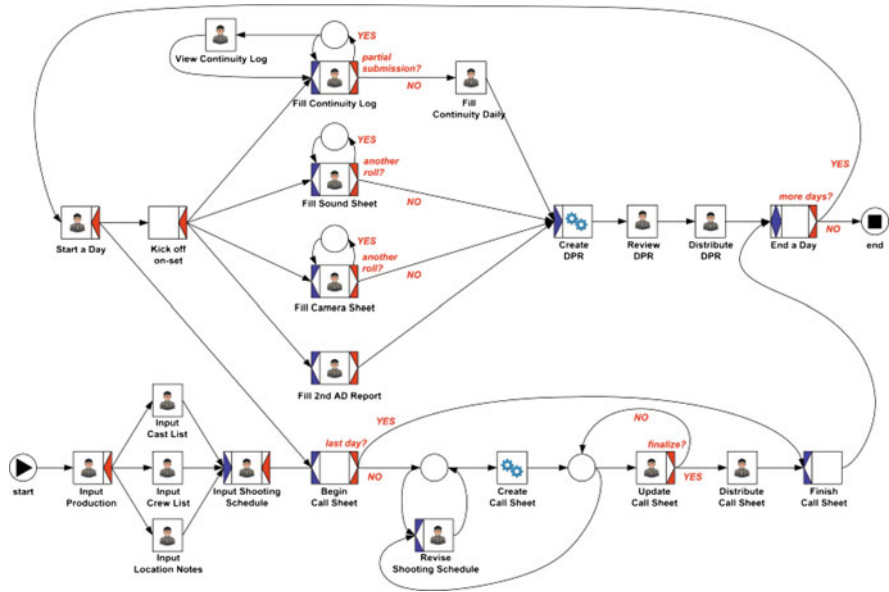 YES
View Continuity Log
partial
submission?
Fill Continuity Log
NO
Fill
Continuity Daily
YES
YES
another
roll?
Fill Sound Sheet
NO
more days?
Start a Day
Kick off
on-set
Create
DPR
Review
DPR
Distribute
DPR
End a Day
NO
end
YES
another
roll?
Fill Camera Sheet
NO
Fill 2nd AD Report
YES
NO
last day?
finalize?
Input
Cast List
start
Input
Production
Input
Crew List
Input Shooting
Schedule
Begin
Call Sheet
NO
Create
Call Sheet
Update
Call Sheet
YES
Distribute
Call Sheet
Finish
Call Sheet
Input
Location Notes
Revise
Shooting Schedule